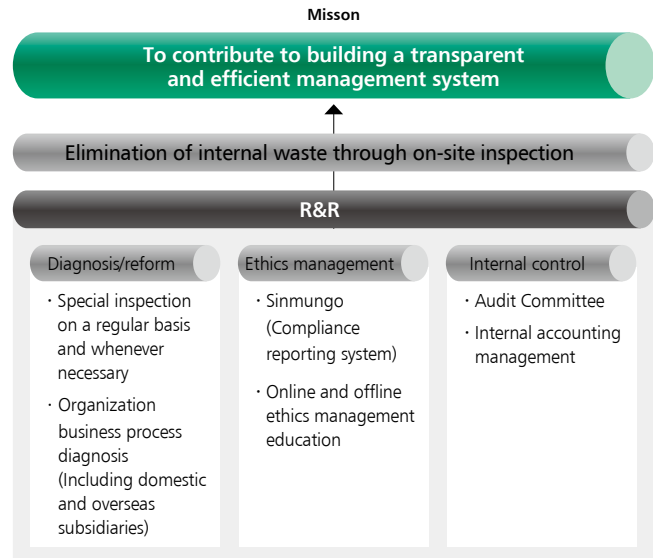 Misson
To contribute to building a transparent
and efficient management system
Elimination of internal waste through on-site inspection
R&R
Diagnosis/reform
· Special inspection
on a regular basis
and whenever
necessary
· Organization
business process
diagnosis
(Including domestic
and overseas
subsidiaries)
Ethics management
· Sinmungo
(Compliance
reporting system)
· Online and offline
ethics management
education
Internal control
· Audit Committee
· Internal accounting
management